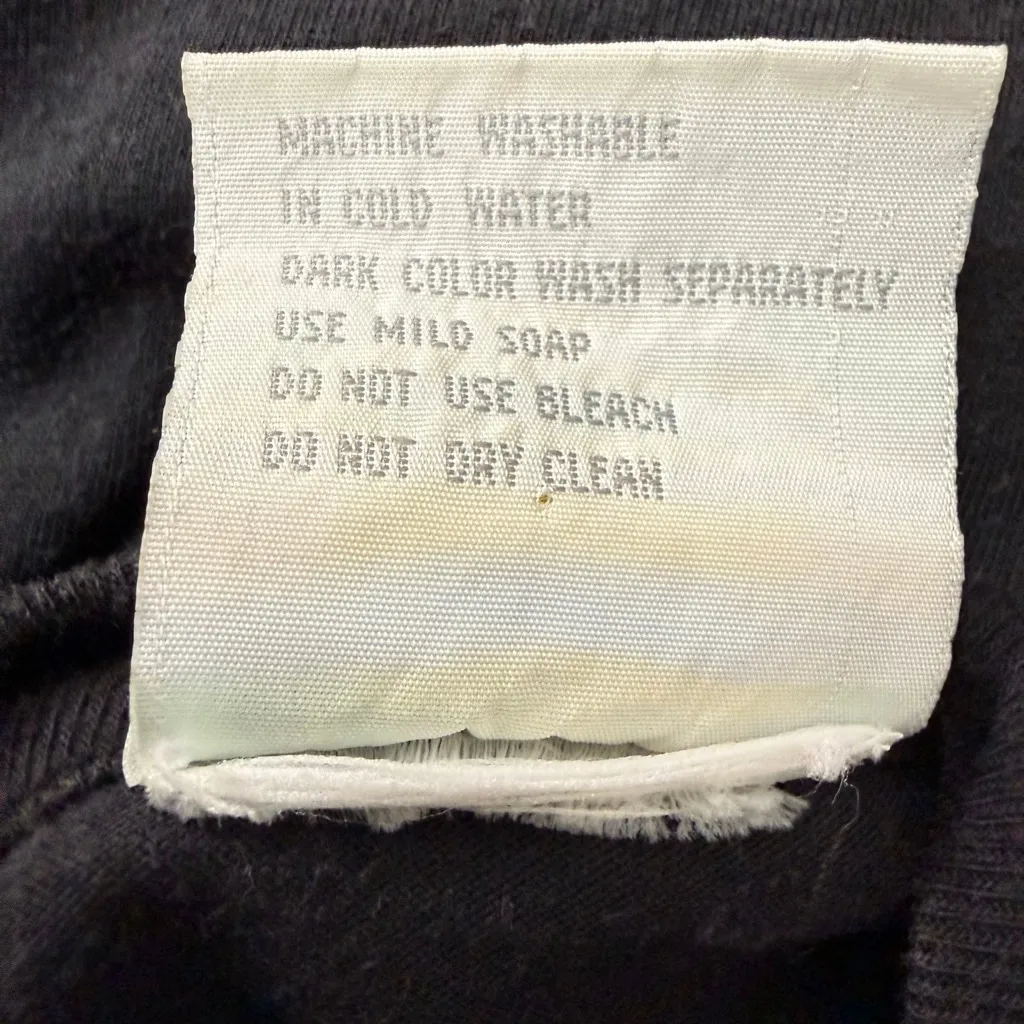 MACHINE WASHABLE
IN COLD WATER
DARK COLOR WASH SEPARATELY
USE MILD SOAP
DO NOT USE BLEACH
DO NOT DRY CLEAN